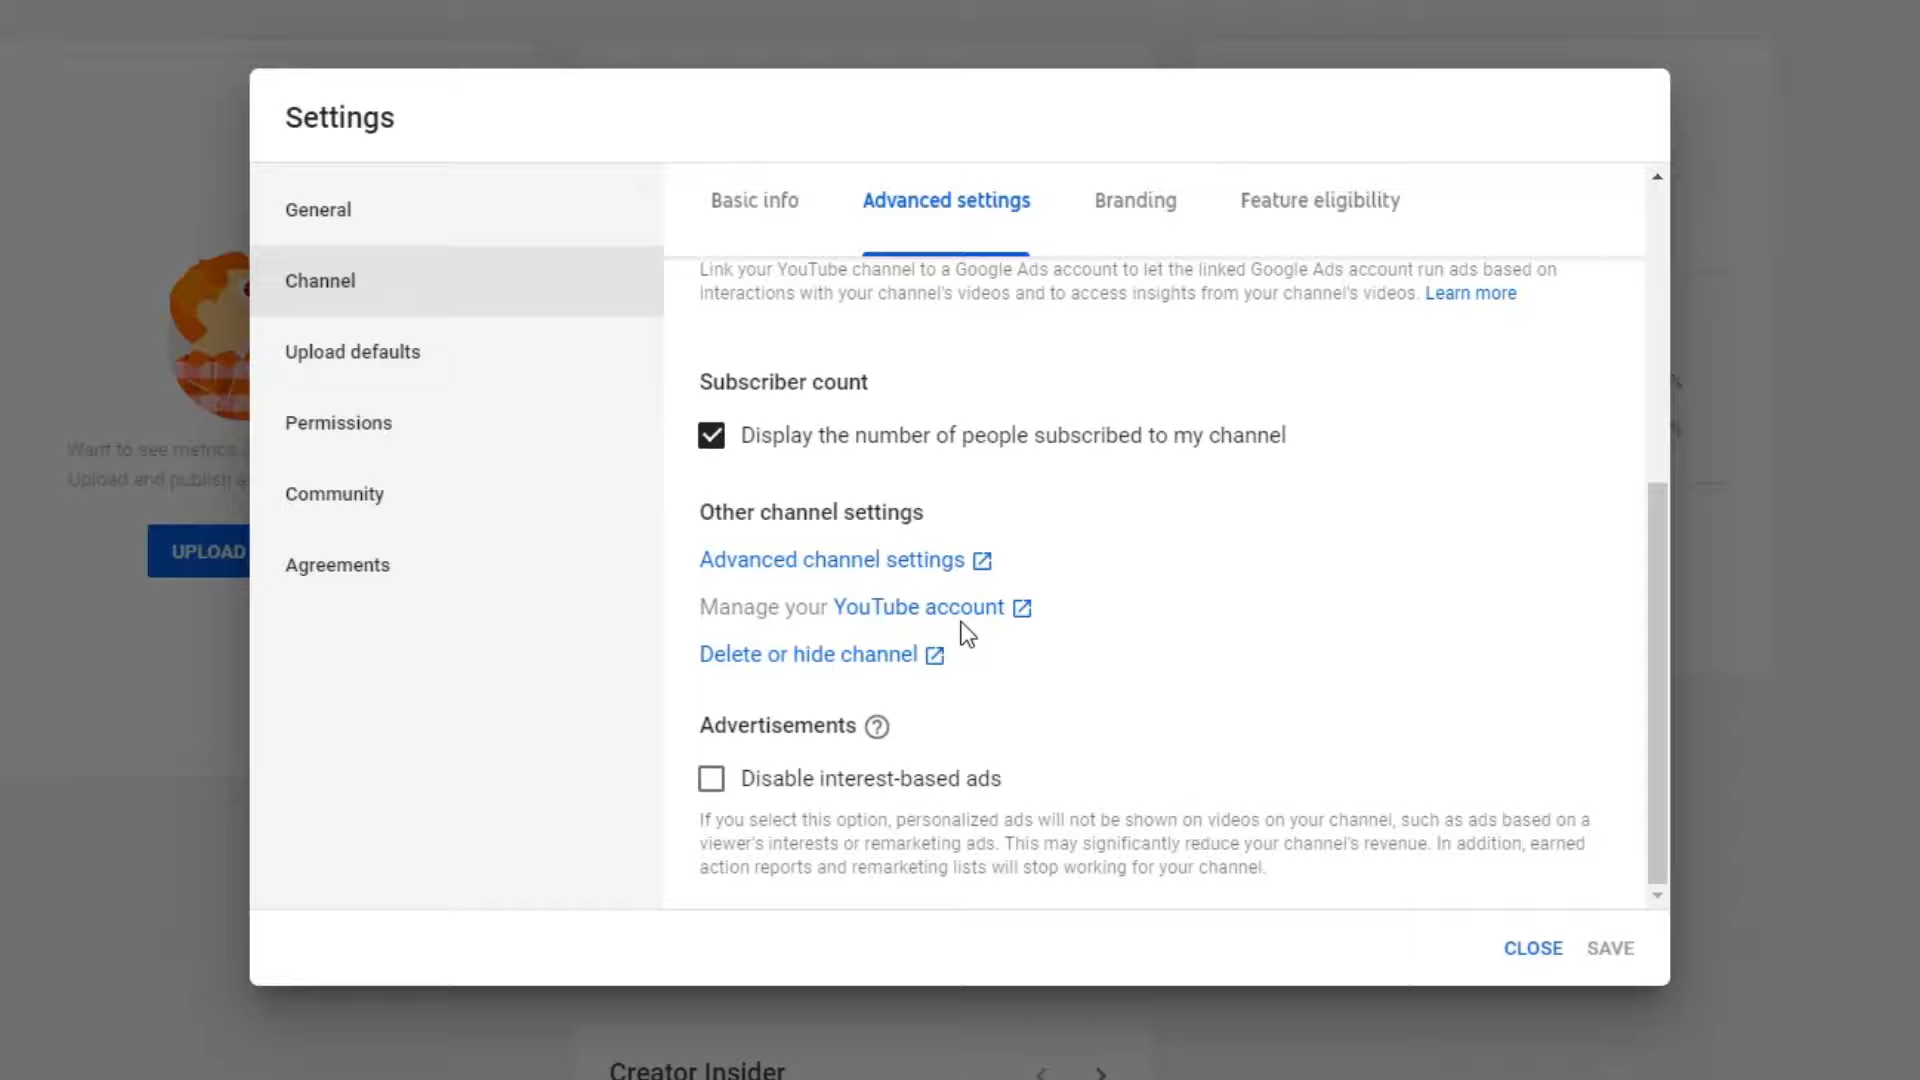 Settings
General
Channel
Upload defaults
Permissions
Community
Agreements
Basic info
Advanced settings
Branding
Feature eligibility
Link your YouTube channel to a Google Ads account to let the linked Google Ads account run ads based on
interactions with your channel's videos and to access insights from your channel's videos. Learn more
Subscriber count
Display the number of people subscribed to my channel
Other channel settings
Advanced channel settings
Manage your YouTube account
Delete or hide channel
Advertisements
Disable interest-based ads
If you select this option, personalized ads will not be shown on videos on your channel, such as ads based on a
viewer's interests or remarketing ads. This may significantly reduce your channel's revenue. In addition, earned
action reports and remarketing lists will stop working for your channel.
CLOSE
SAVE
Want to see metrics
Upload and publish
UPLOAD
Creator Insider